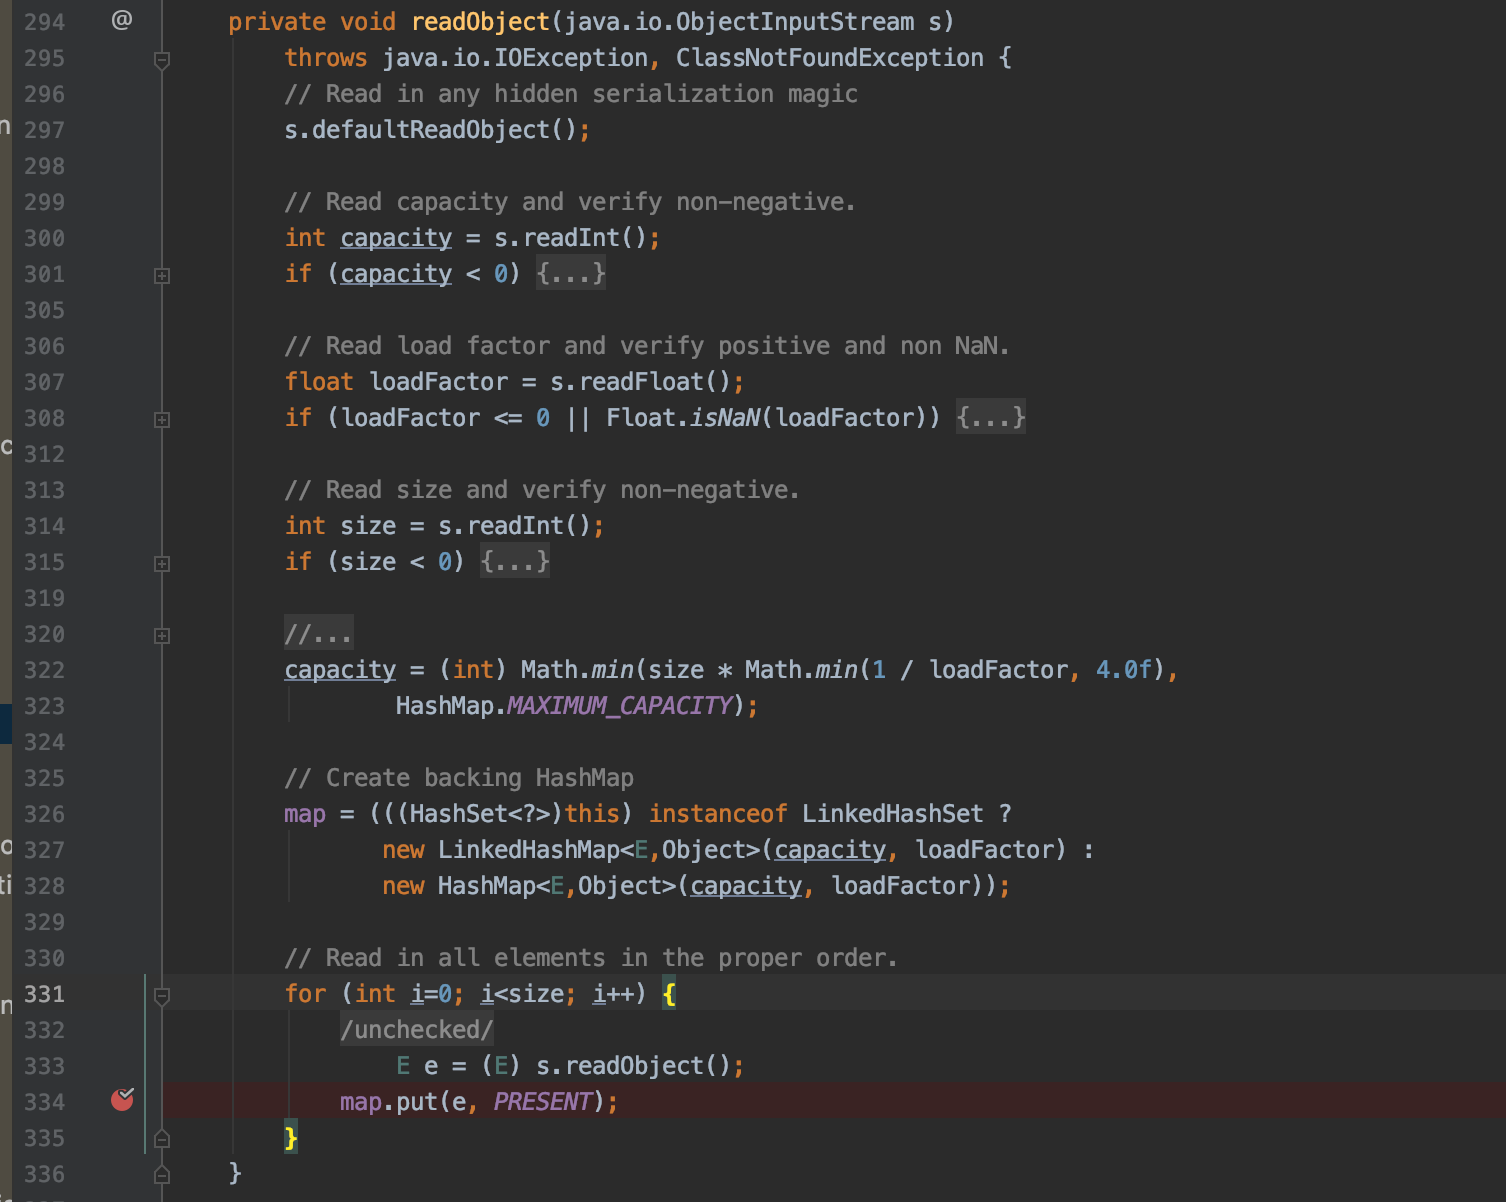 294 @ private void readObject(java.io.ObjectInputStream s)
295 throws java.io.IOException, ClassNotFoundException {
296 // Read in any hidden serialization magic
297 s.defaultReadObject();
298
299 // Read capacity and verify non-negative.
300 int capacity = s.readInt();
301 if (capacity < 0) {...}
305
306 // Read load factor and verify positive and non NaN.
307 float loadFactor = s.readFloat();
308 if (loadFactor <= 0 || Float.isNaN(loadFactor)) {...}
312
313 // Read size and verify non-negative.
314 int size = s.readInt();
315 if (size < 0) {...}
319
320 //...
322 capacity = (int) Math.min(size * Math.min(1 / loadFactor, 4.0f),
323 HashMap.MAXIMUM_CAPACITY);
324
325 // Create backing HashMap
326 map = (((HashSet<?>)this) instanceof LinkedHashSet ?
327 new LinkedHashMap<E,Object>(capacity, loadFactor) :
328 new HashMap<E,Object>(capacity, loadFactor));
329
330 // Read in all elements in the proper order.
331 for (int i=0; i<size; i++) {
332 /unchecked/
333 E e = (E) s.readObject();
334 map.put(e, PRESENT);
335 }
336 }